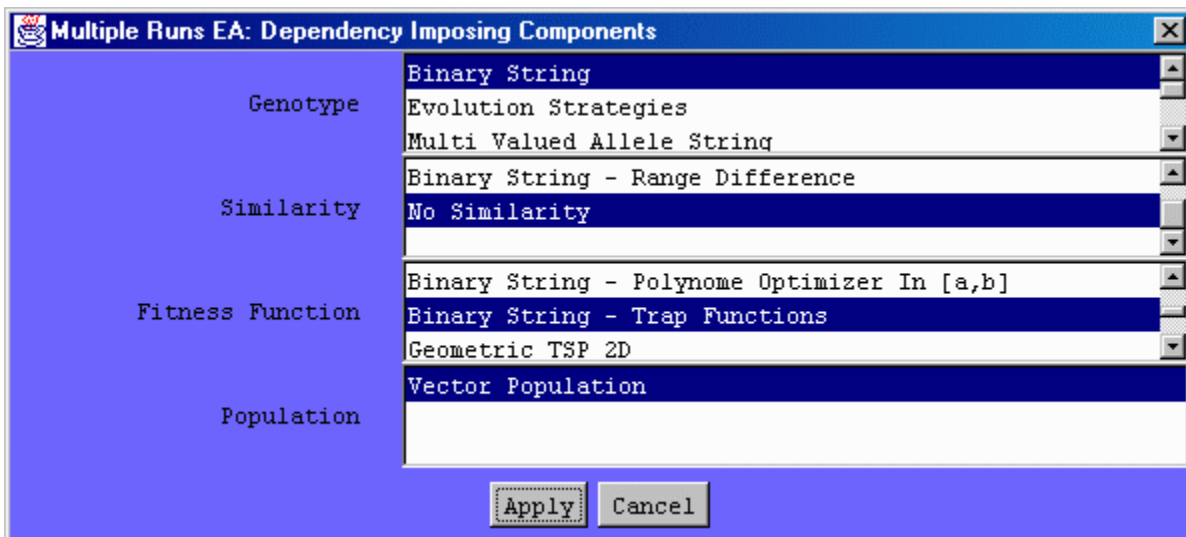 Multiple Runs EA: Dependency Imposing Components
Genotype
Binary String
Evolution Strategies
Multi Valued Allele String
Similarity
Binary String - Range Difference
No Similarity
Fitness Function
Binary String - Polynome Optimizer In [a,b]
Binary String - Trap Functions
Geometric TSP 2D
Population
Vector Population
Apply
Cancel